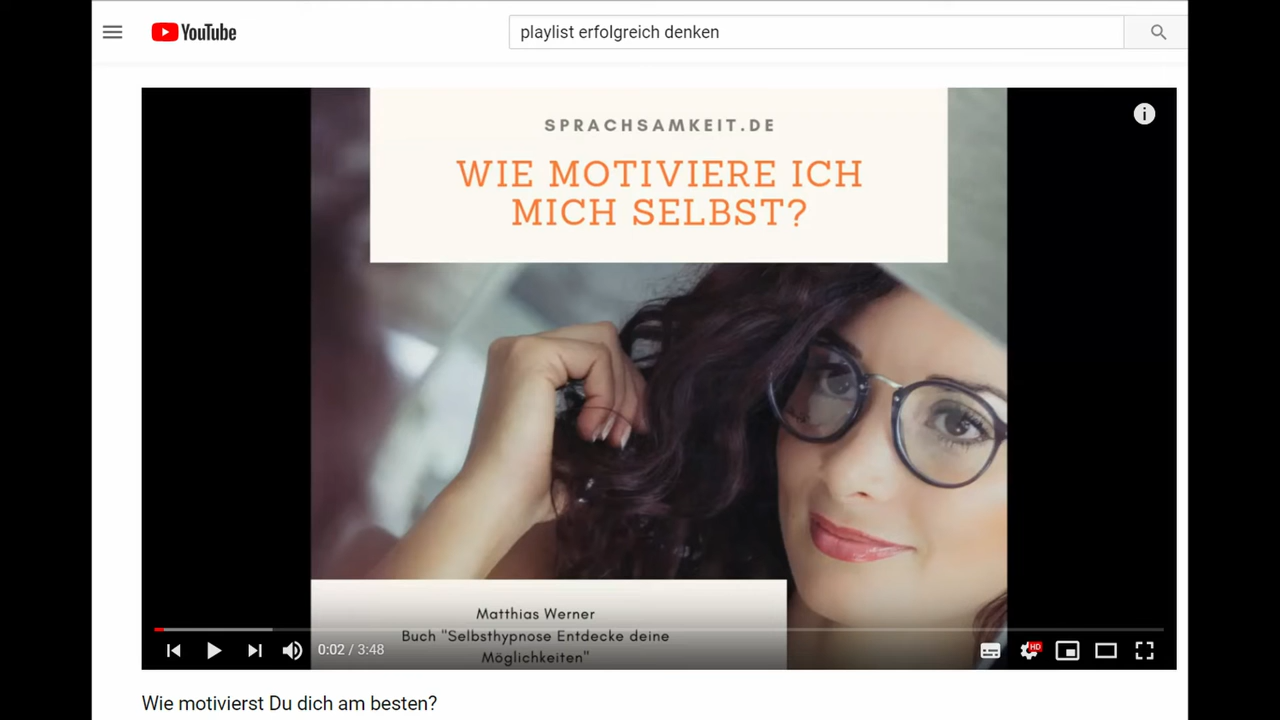 YouTube
playlist erfolgreich denken
SPRACHSAMKEIT.DE
WIE MOTIVIERE ICH
MICH SELBST?
Matthias Werner
Buch "Selbsthypnose Entdecke deine
Möglichkeiten"
0:02 / 3:48
HD
Wie motivierst Du dich am besten?